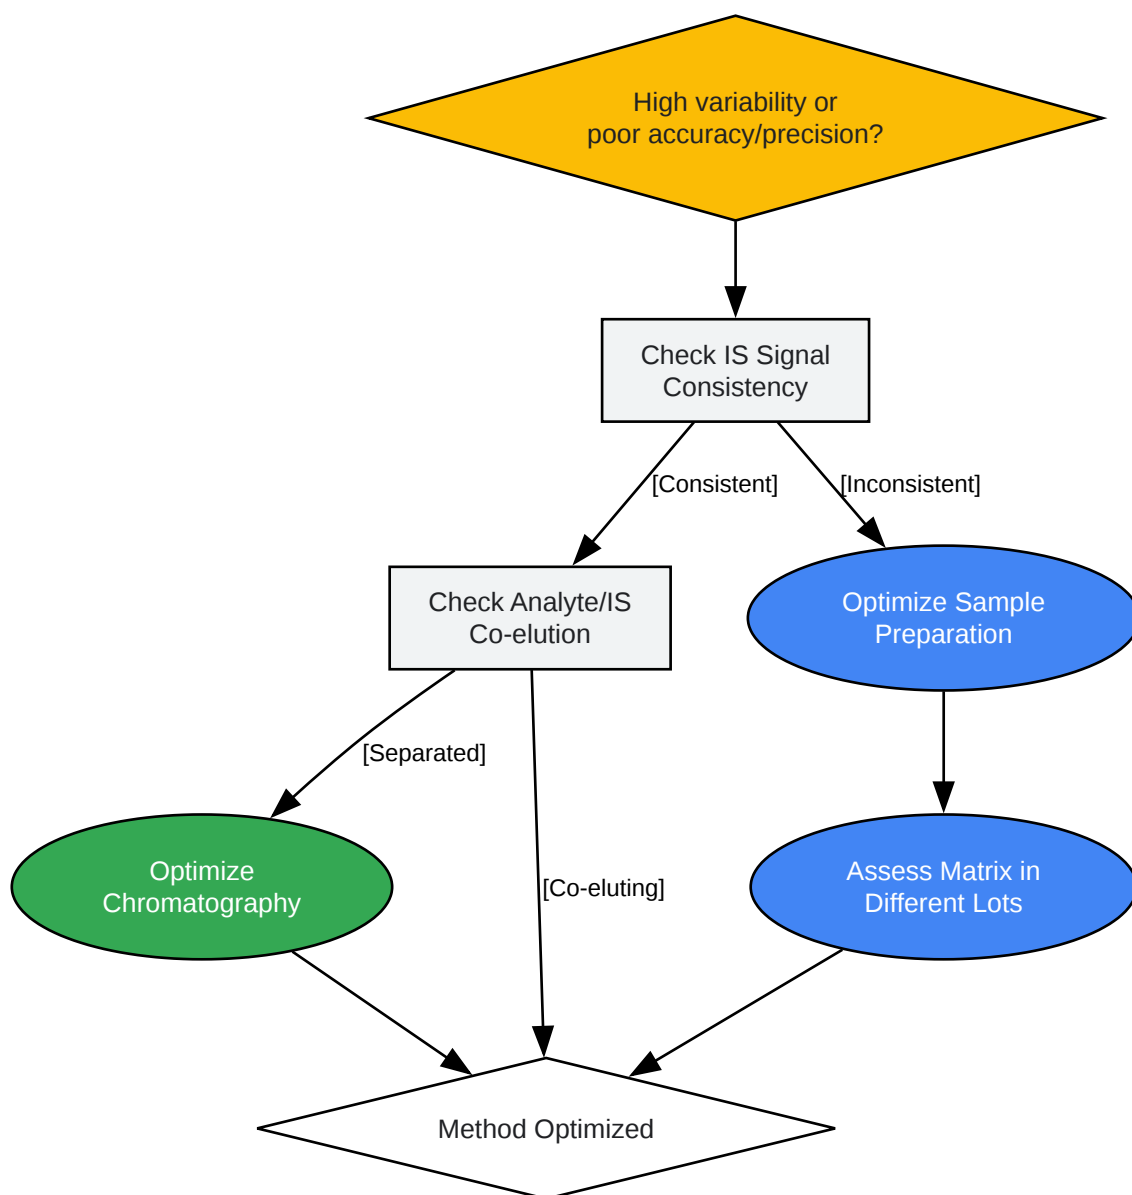 High variability or
poor accuracy/precision?
Check IS Signal
Consistency
[Consistent]
[Inconsistent]
Check Analyte/IS
Co-elution
Optimize Sample
Preparation
[Separated]
Optimize
Chromatography
[Co-eluting]
Assess Matrix in
Different Lots
Method Optimized